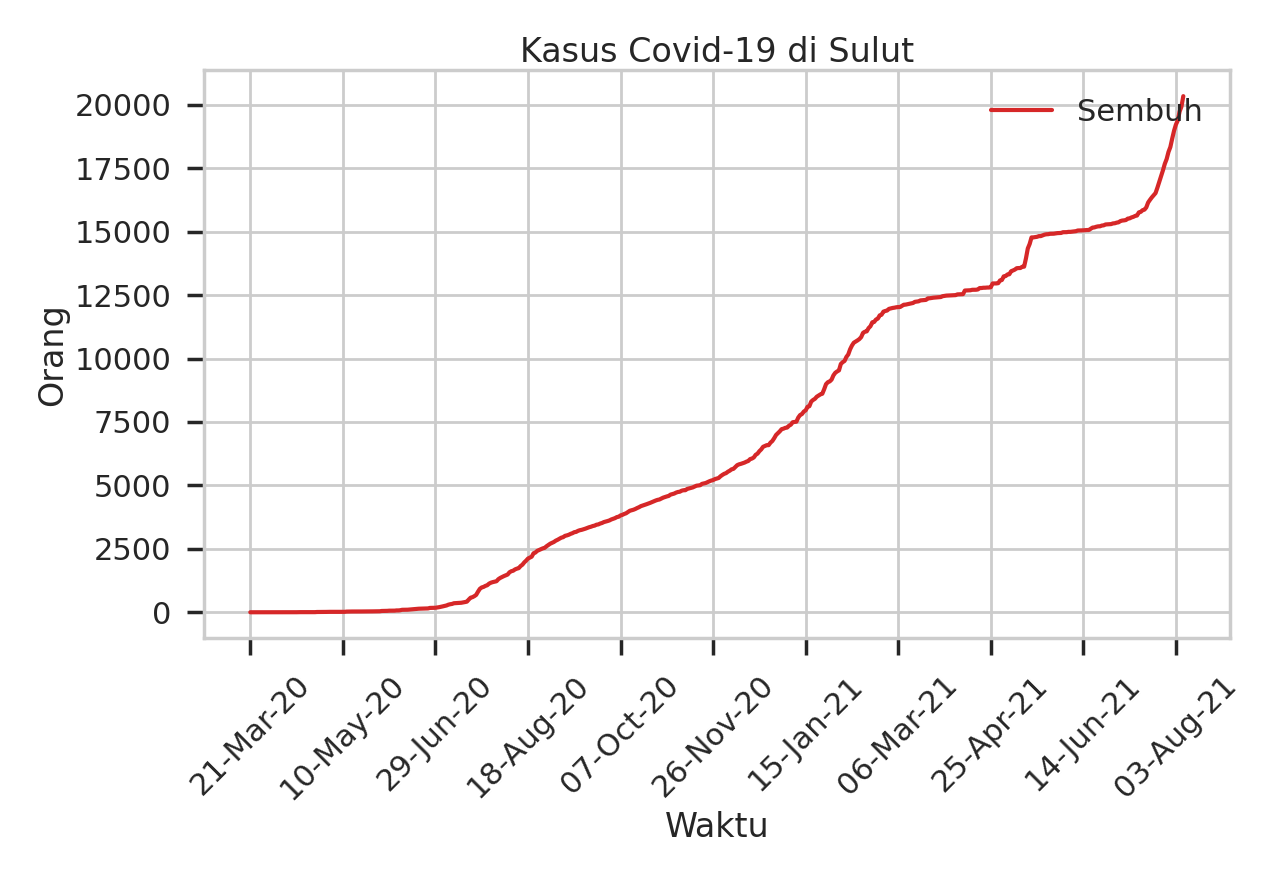 Kasus Covid-19 di Sulut
Sembuh
20000
17500
15000
12500
10000
7500
5000
2500
0
Orang
21-Mar-20
10-May-20
29-Jun-20
18-Aug-20
07-Oct-20
26-Nov-20
15-Jan-21
06-Mar-21
25-Apr-21
14-Jun-21
03-Aug-21
Waktu